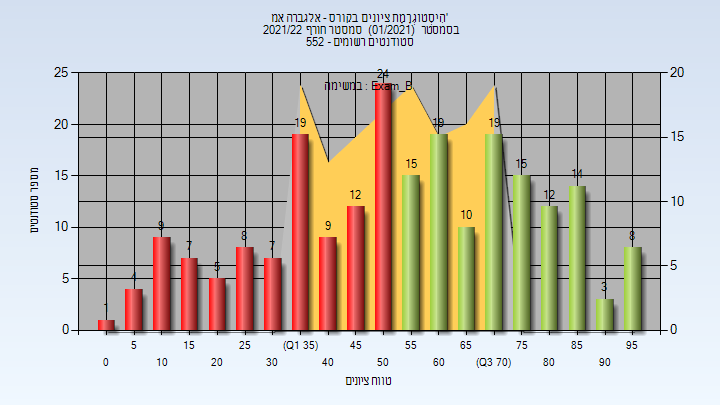 היסטוגרמת ציונים בקורס - אלגברה אמ'
בסמסטר (01/2021) סמסטר חורף 2021/22
סטודנטים רשומים - 552
במשימה : Exam_B
מספר סטודנטים
25 20 15 10 5 0
20 15 10 5 0
1 4 9 7 5 8 7 19 9 12 24 15 19 10 19 15 12 14 3 8
5 15 25 (Q1 35) 45 55 65 75 85 95
0 10 20 30 40 50 60 (Q3 70) 80 90
טווח ציונים